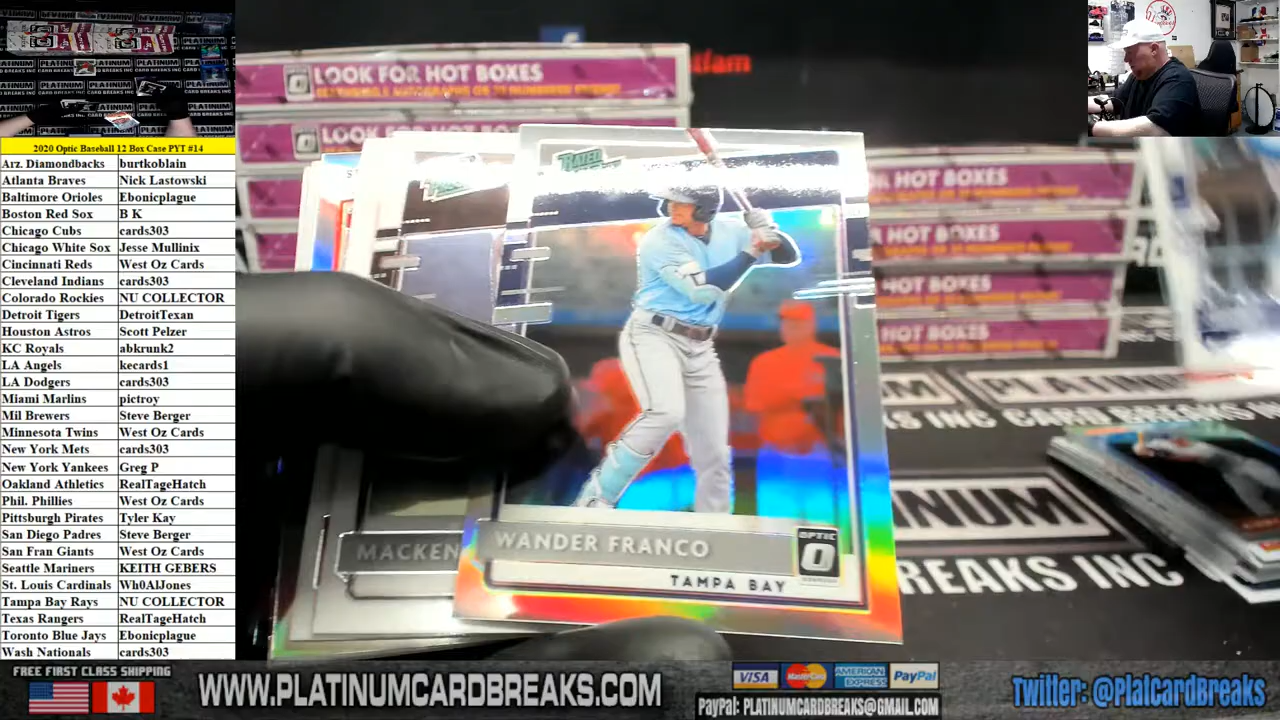 2020 Optic Baseball 12 Box Case PYT #14
Arz. Diamondbacks burtkoblain
Atlanta Braves Nick Lastowski
Baltimore Orioles Ebonicplague
Boston Red Sox B K
Chicago Cubs cards303
Chicago White Sox Jesse Mullinix
Cincinnati Reds West Oz Cards
Cleveland Indians cards303
Colorado Rockies NU COLLECTOR
Detroit Tigers DetroitTexan
Houston Astros Scott Pelzer
KC Royals abkrunk2
LA Angels kecards1
LA Dodgers cards303
Miami Marlins pictroy
Mil Brewers Steve Berger
Minnesota Twins West Oz Cards
New York Mets cards303
New York Yankees Greg P
Oakland Athletics RealTageHatch
Phil. Phillies West Oz Cards
Pittsburgh Pirates Tyler Kay
San Diego Padres Steve Berger
San Fran Giants West Oz Cards
Seattle Mariners KEITH GEBERS
St. Louis Cardinals Wh0AlJones
Tampa Bay Rays NU COLLECTOR
Texas Rangers RealTageHatch
Toronto Blue Jays Ebonicplague
Wash Nationals cards303
LOOK FOR HOT BOXES
LOOK FOR HOT BOXES
HOT BOXES
HOT BOXES
HOT BOXES
HOT BOXES
RATED
WANDER FRANCO
TAMPA BAY
OPTIC
MACKEN
PLATINUM
INC CARD BREAKS INC
BREAKS INC
FREE FIRST CLASS SHIPPING
WWW.PLATINUMCARDBREAKS.COM
VISA MasterCard AMERICAN EXPRESS PayPal
PayPal: PLATINUMCARDBREAKS@GMAIL.COM
Twitter: @PlatCardBreaks